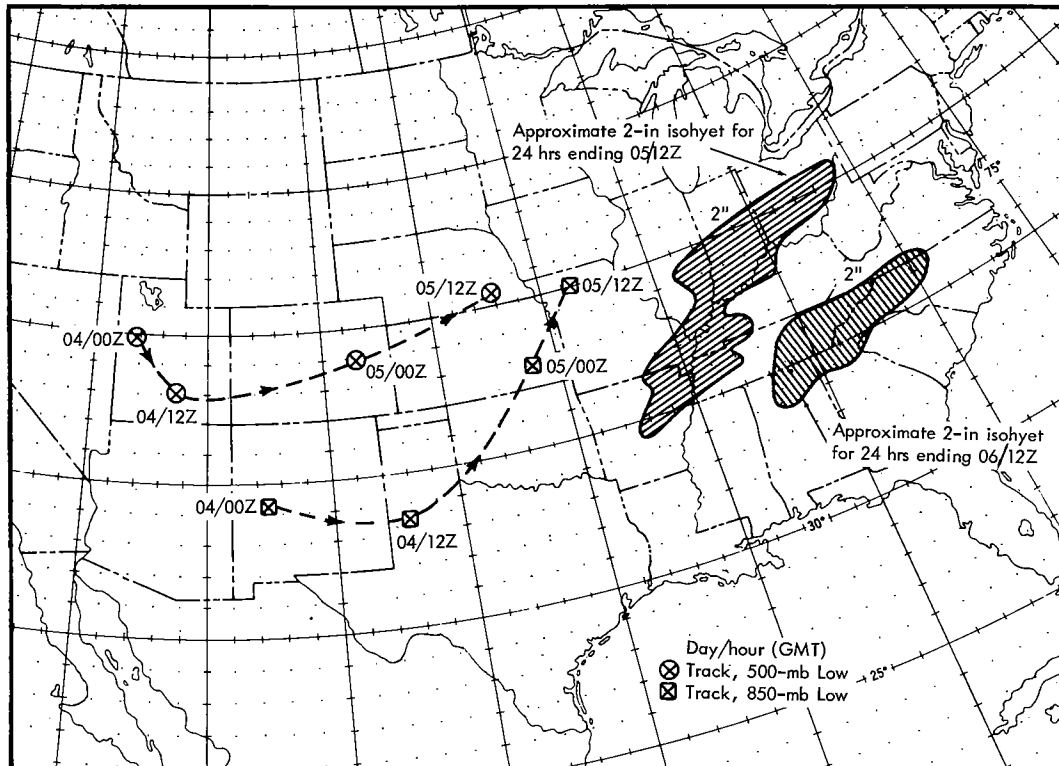 Approximate 2-in isohyet for
24 hrs ending 05/12Z
75°
2"
2"
05/12Z
05/12Z
04/00Z
05/00Z
05/00Z
04/12Z
Approximate 2-in isohyet
for 24 hrs ending 06/12Z
04/00Z
04/12Z
30°
Day/hour (GMT)
Track, 500-mb Low
Track, 850-mb Low
25°